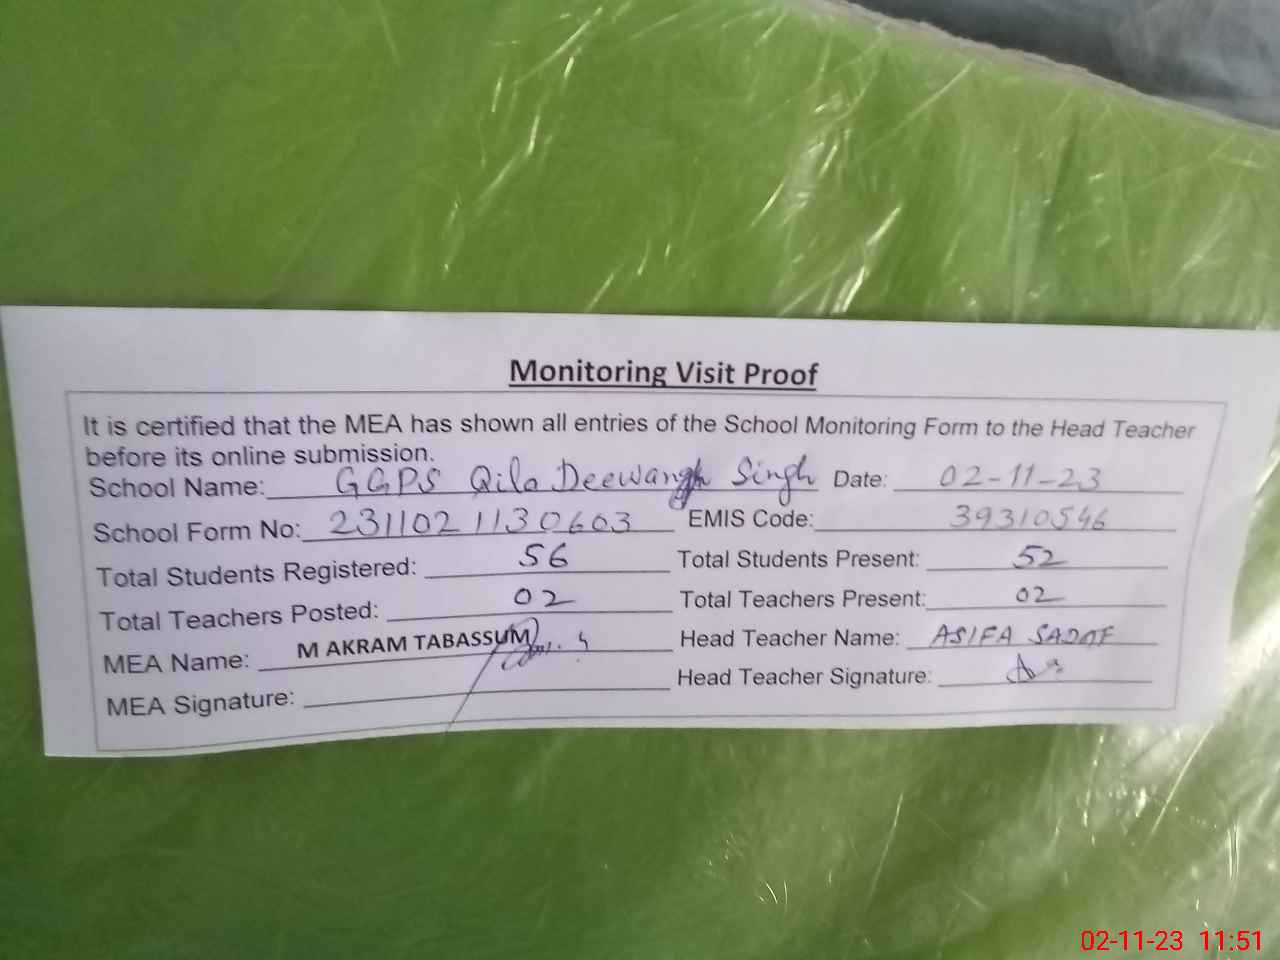 Monitoring Visit Proof
It is certified that the MEA has shown all entries of the School Monitoring Form to the Head Teacher
before its online submission.
School Name: GGPS Qila Deewangh Singh Date: 02-11-23
School Form No: 231102 1130603 EMIS Code: 39310546
Total Students Registered: 56 Total Students Present: 52
Total Teachers Posted: 02 Total Teachers Present: 02
MEA Name: M AKRAM TABASSUM Head Teacher Name: ASIFA SADAF
MEA Signature: Head Teacher Signature:
02-11-23 11:51